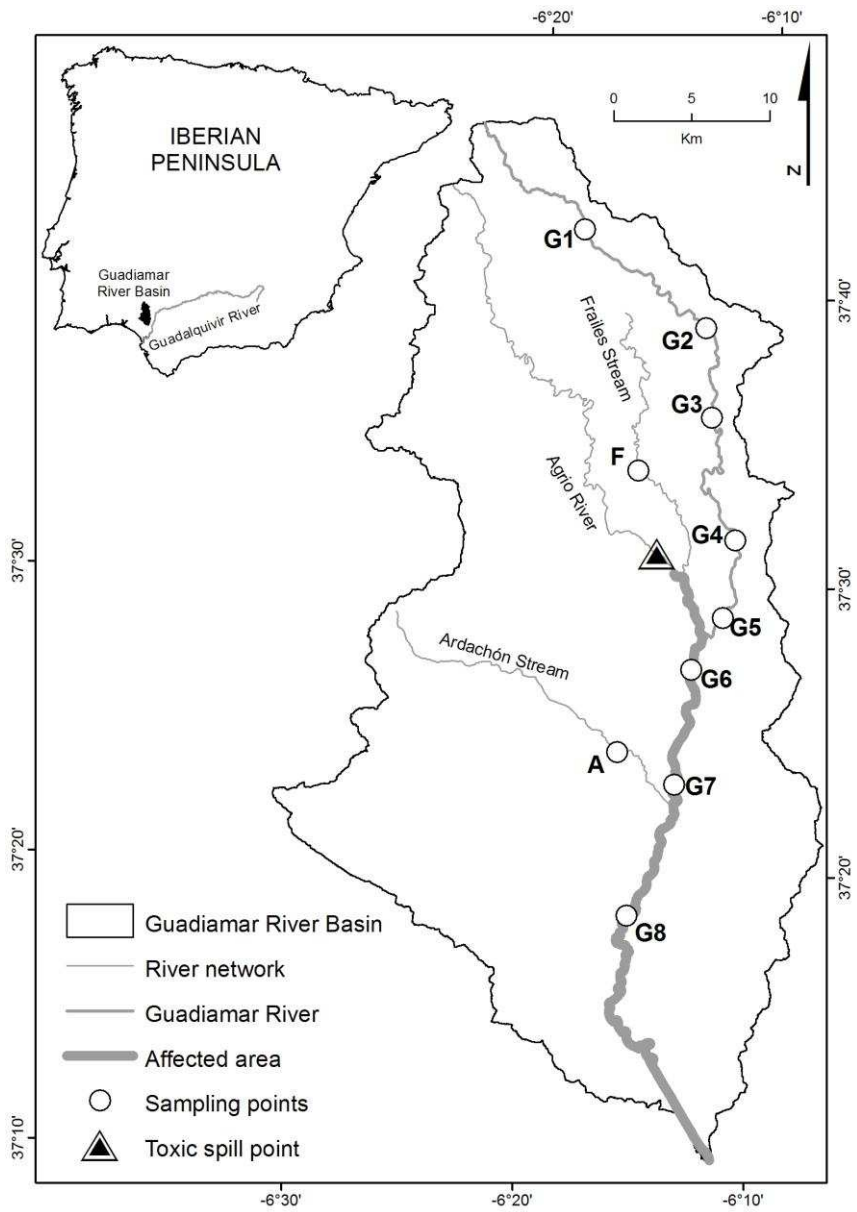 -6°20'
-6°10'
0
5
10
Km
N
IBERIAN
PENINSULA
Guadiamar
River Basin
Guadalquivir River
G1
37°40'
Frailes Stream
G2
G3
F
Agrio River
G4
37°30'
37°30'
G5
Ardachón Stream
G6
A
G7
37°20'
37°20'
G8
Guadiamar River Basin
River network
Guadiamar River
Affected area
Sampling points
Toxic spill point
37°10'
-6°30'
-6°20'
-6°10'